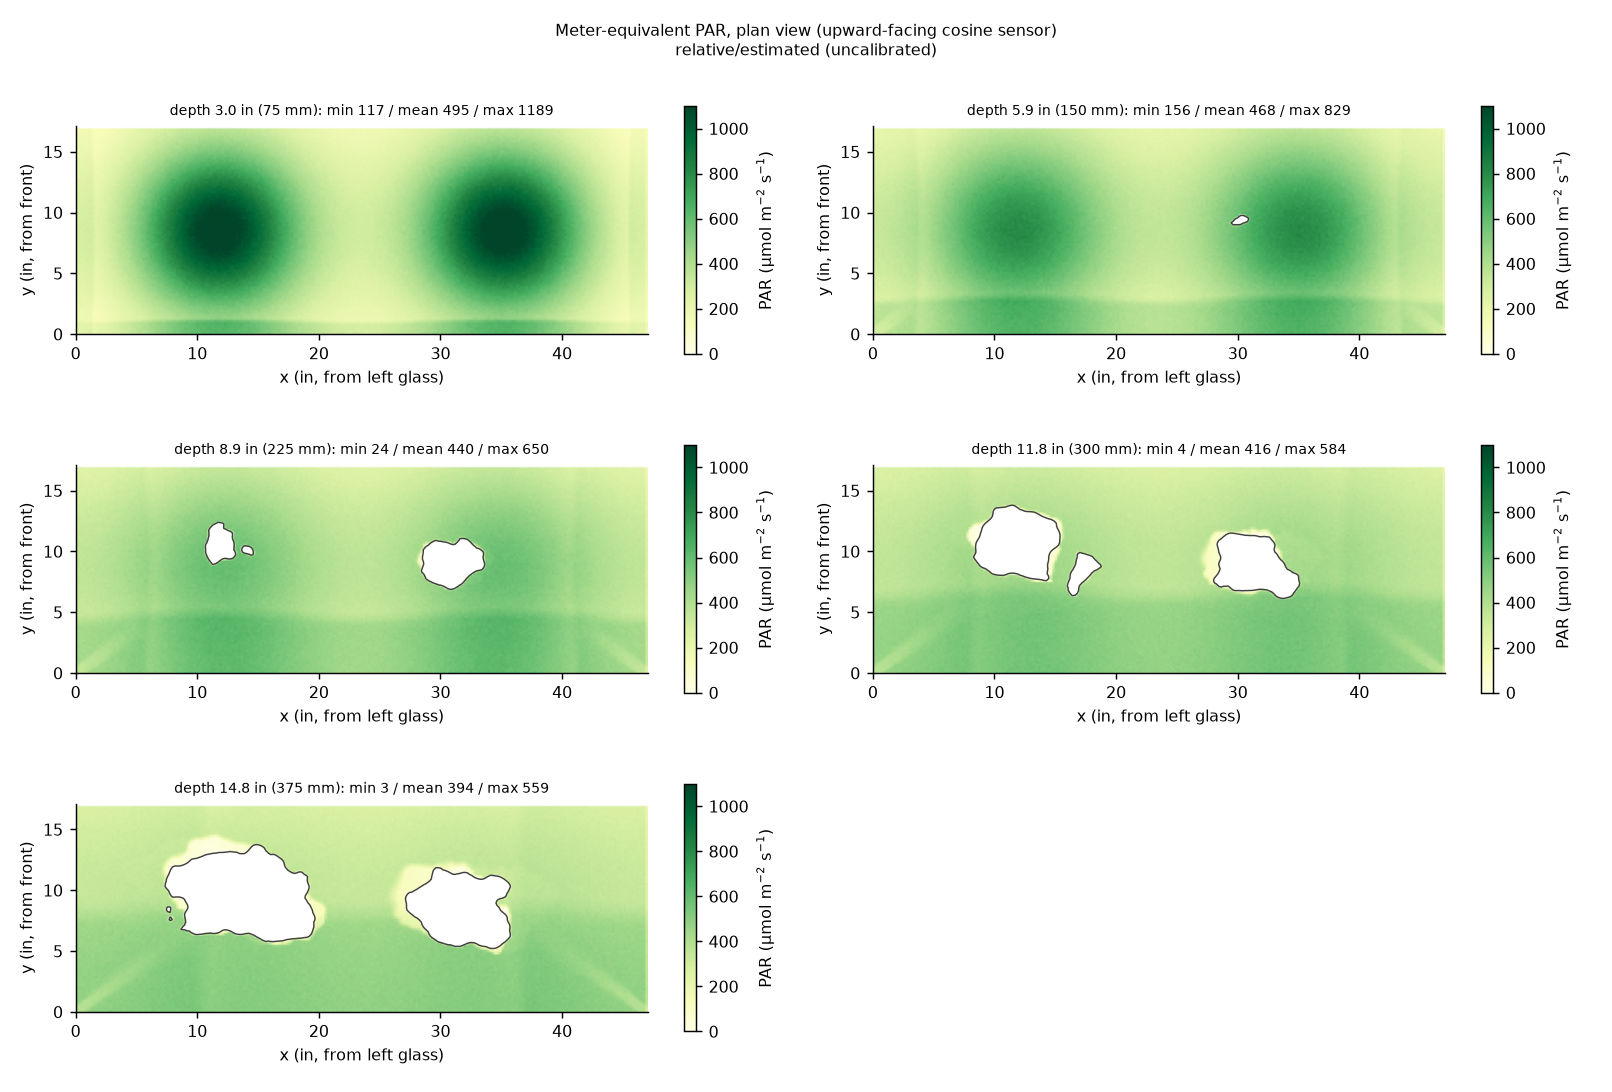 Meter-equivalent PAR, plan view (upward-facing cosine sensor)
relative/estimated (uncalibrated)
depth 3.0 in (75 mm): min 117 / mean 495 / max 1189
15
10
5
0
y (in, from front)
0 10 20 30 40
x (in, from left glass)
1000
800
600
400
200
0
PAR (µmol m⁻² s⁻¹)
depth 5.9 in (150 mm): min 156 / mean 468 / max 829
15
10
5
0
y (in, from front)
0 10 20 30 40
x (in, from left glass)
1000
800
600
400
200
0
PAR (µmol m⁻² s⁻¹)
depth 8.9 in (225 mm): min 24 / mean 440 / max 650
15
10
5
0
y (in, from front)
0 10 20 30 40
x (in, from left glass)
1000
800
600
400
200
0
PAR (µmol m⁻² s⁻¹)
depth 11.8 in (300 mm): min 4 / mean 416 / max 584
15
10
5
0
y (in, from front)
0 10 20 30 40
x (in, from left glass)
1000
800
600
400
200
0
PAR (µmol m⁻² s⁻¹)
depth 14.8 in (375 mm): min 3 / mean 394 / max 559
15
10
5
0
y (in, from front)
0 10 20 30 40
x (in, from left glass)
1000
800
600
400
200
0
PAR (µmol m⁻² s⁻¹)